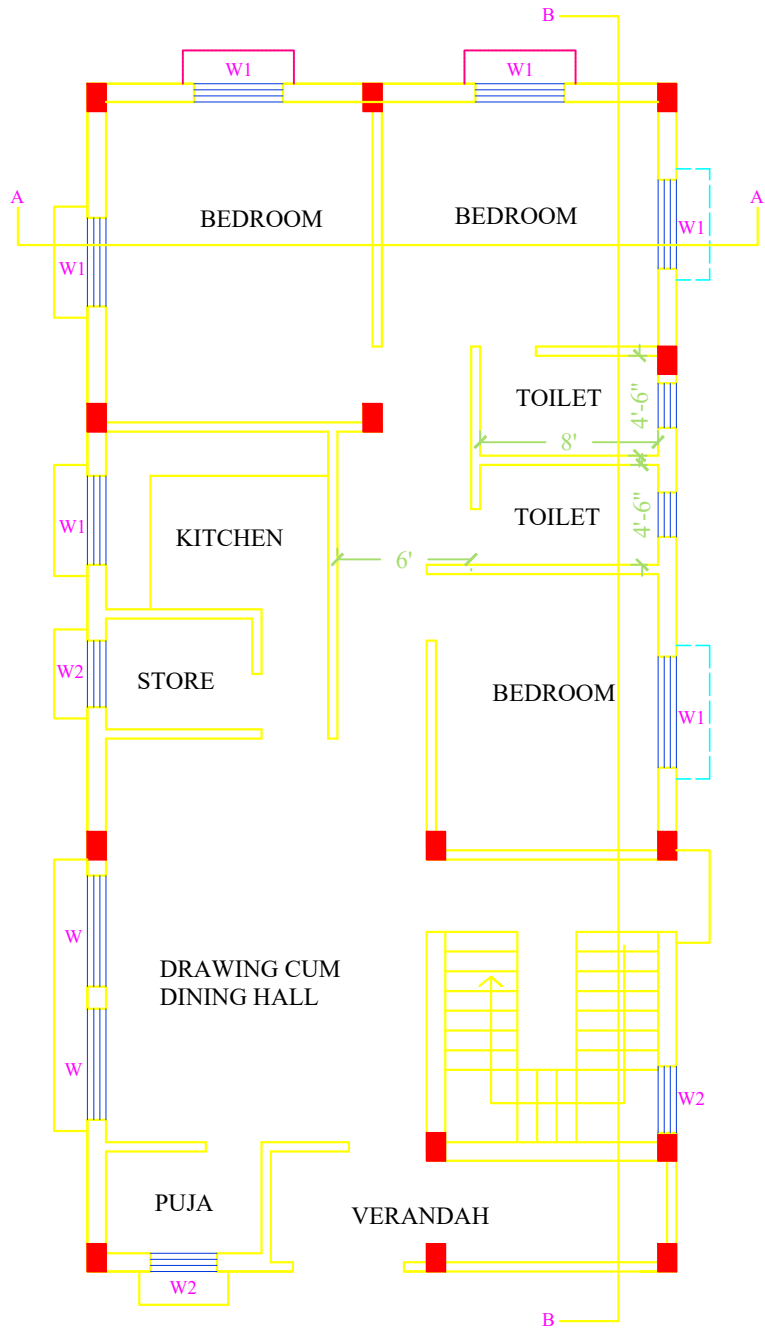 B
W1
W1
A
A
BEDROOM
BEDROOM
W1
W1
TOILET
4'-6"
8'
W1
KITCHEN
TOILET
4'-6"
6'
W2
STORE
BEDROOM
W1
W
DRAWING CUM
DINING HALL
W
W2
PUJA
VERANDAH
W2
B